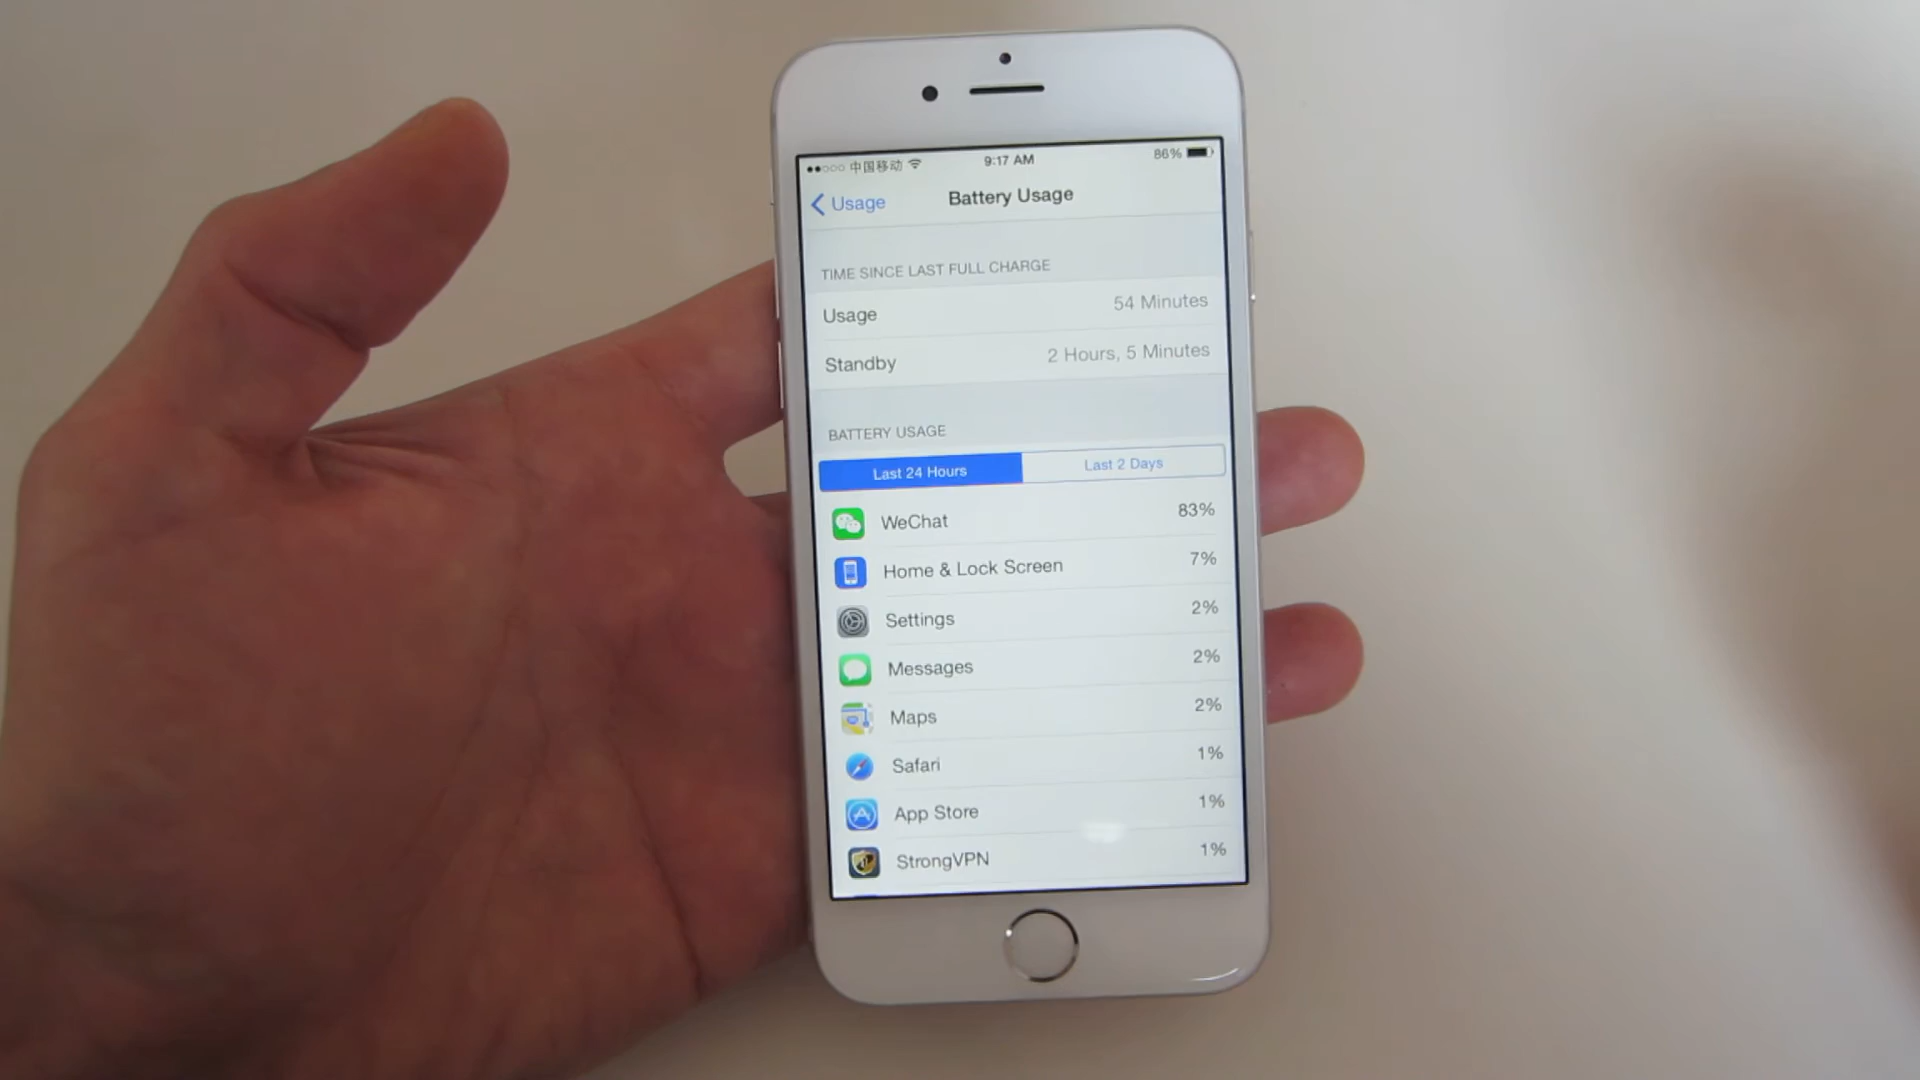 中国移动 9:17 AM 86%
Usage Battery Usage
TIME SINCE LAST FULL CHARGE
Usage 54 Minutes
Standby 2 Hours, 5 Minutes
BATTERY USAGE
Last 24 Hours Last 2 Days
WeChat 83%
Home & Lock Screen 7%
Settings 2%
Messages 2%
Maps 2%
Safari 1%
App Store 1%
StrongVPN 1%